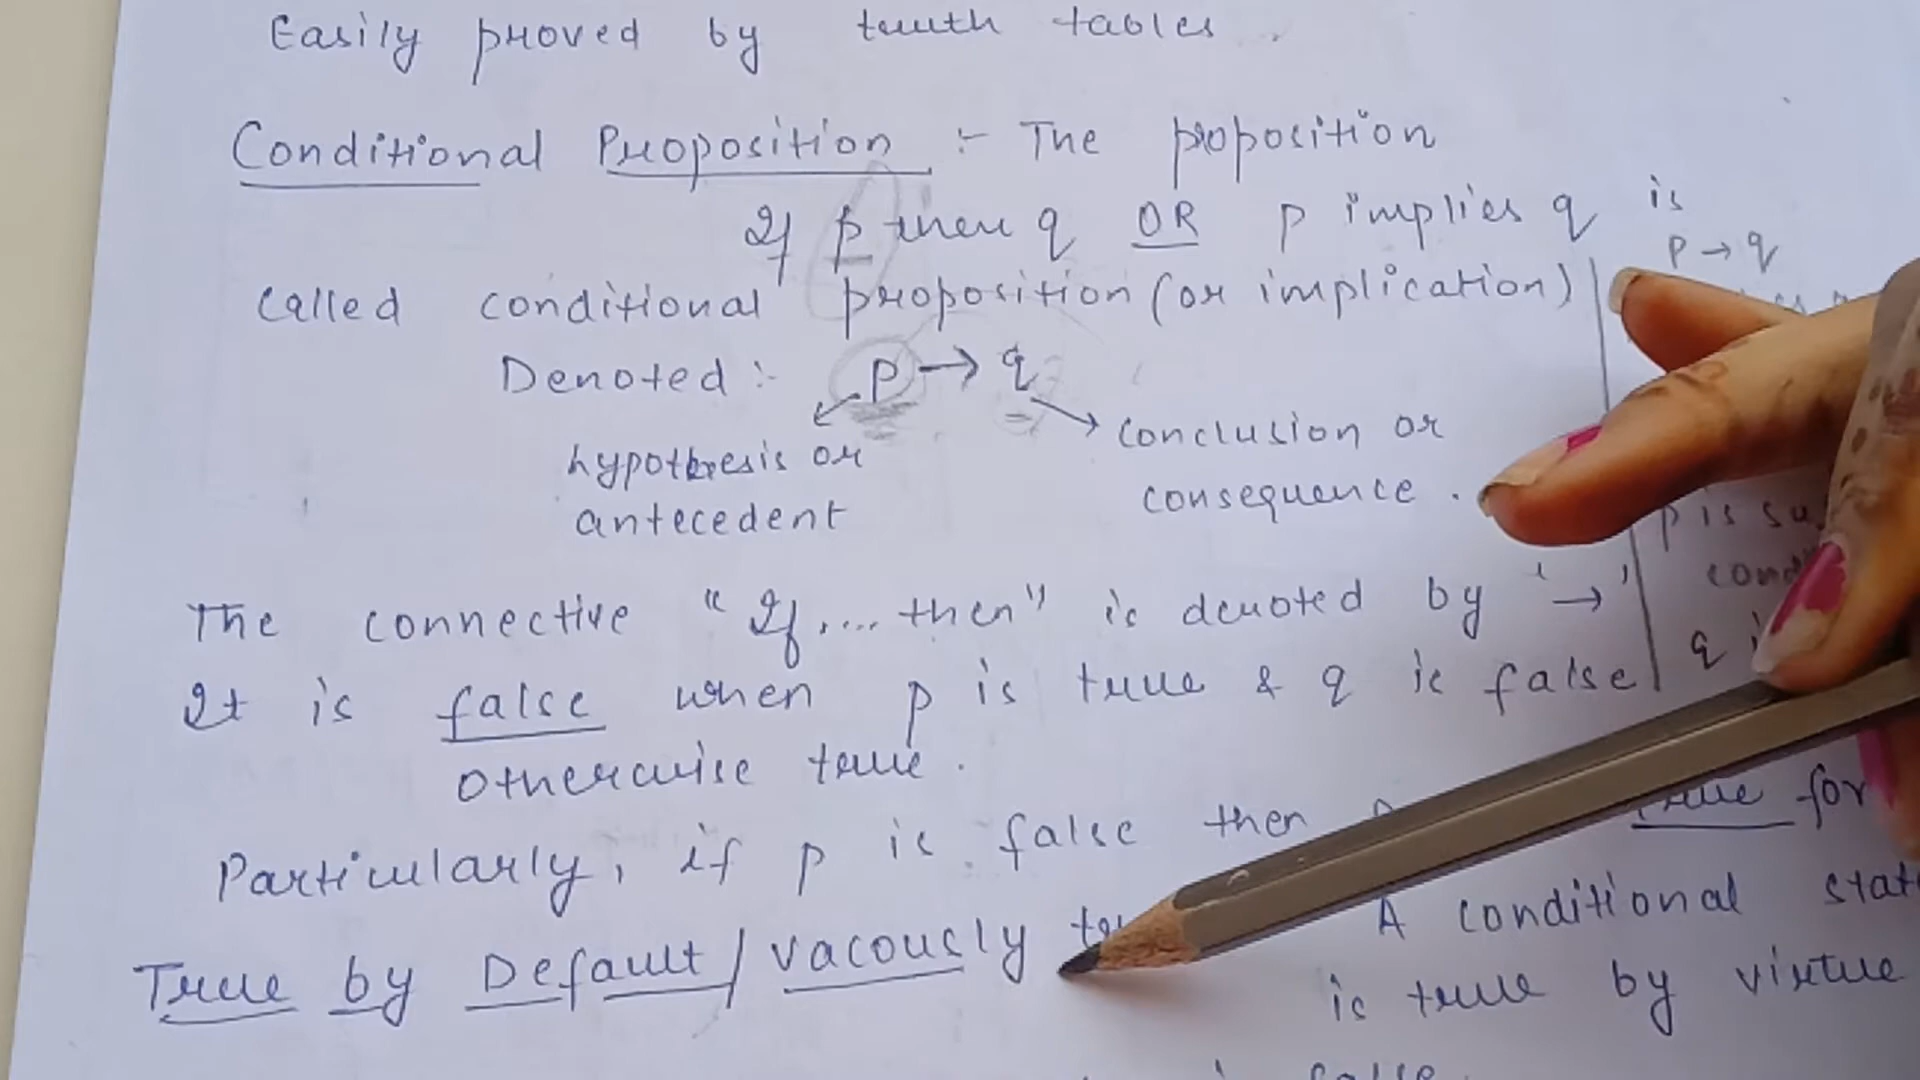 Easily proved by truth tables.
Conditional Proposition :- The proposition
If p then q OR p implies q is
p → q
called conditional proposition (or implication)
Denoted :- p → q
hypothesis or
antecedent
conclusion or
consequence.
p is
The connective "If .... then" is denoted by '→'
It is false when p is true & q is false
q
otherwise true.
Particularly, if p is false then for
True by Default / vacously
A conditional
is true by virtue
false